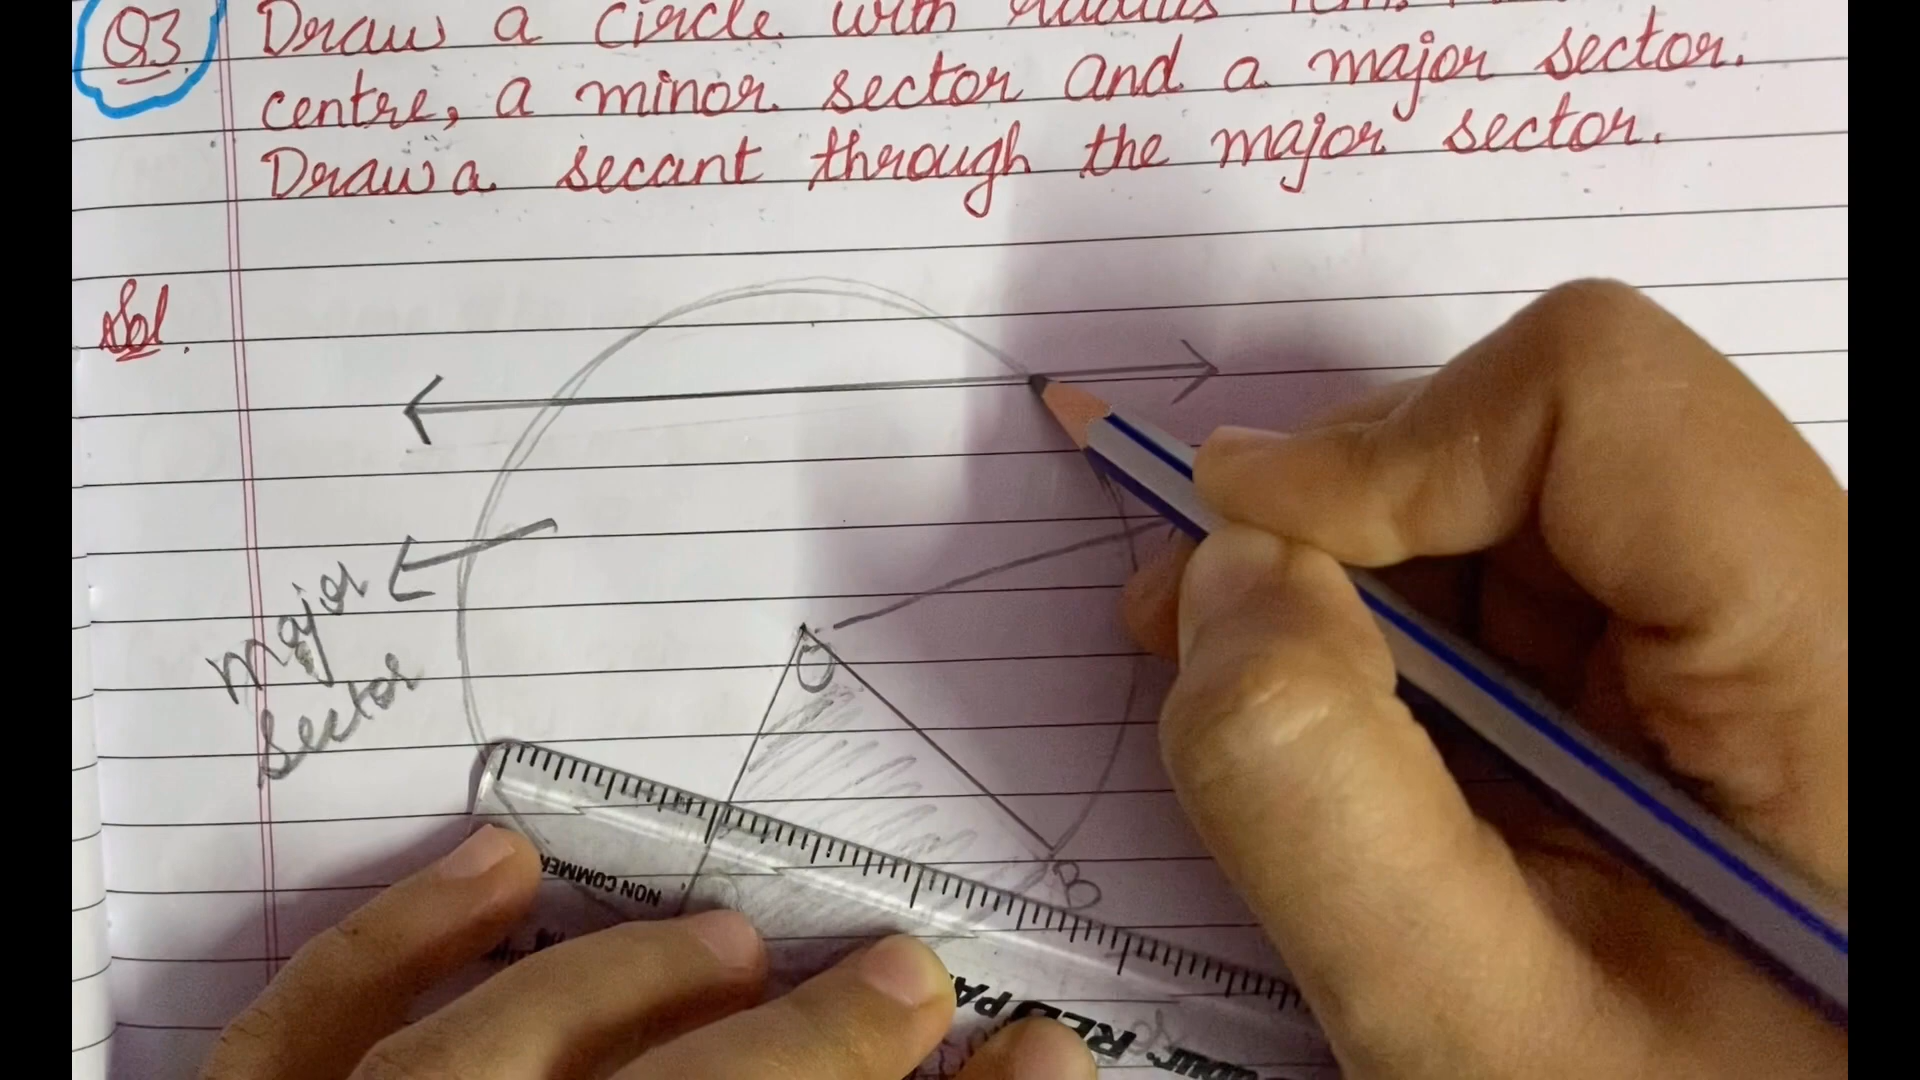 Q3 Draw a circle with radius
centre, a minor sector and a major sector.
Draw a secant through the major sector.
Sol.
major
sector
O
B
NON COMMER